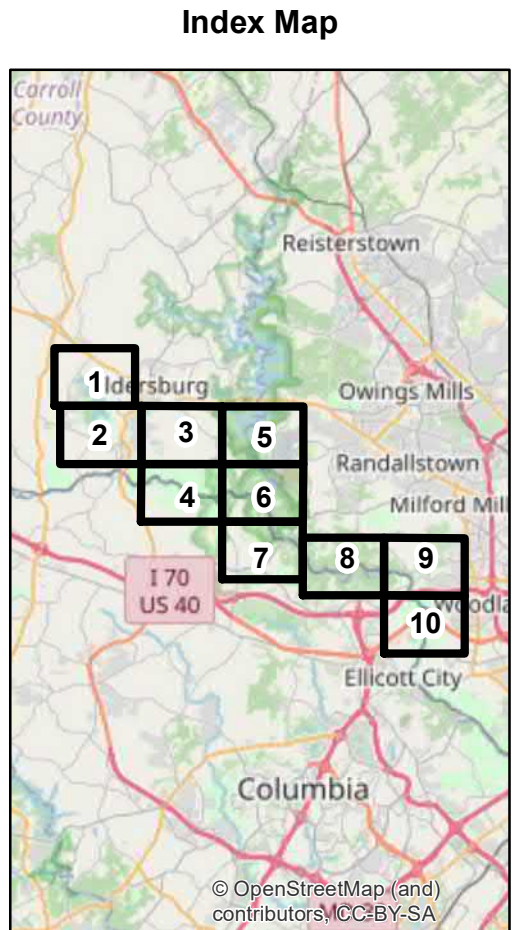 Index Map
Carroll
County
Reisterstown
1 ldersburg
Owings Mills
2 3 5
Randallstown
4 6
Milford Mill
7 8 9
I 70
US 40
Woodla
10
Ellicott City
Columbia
© OpenStreetMap (and)
contributors, CC-BY-SA